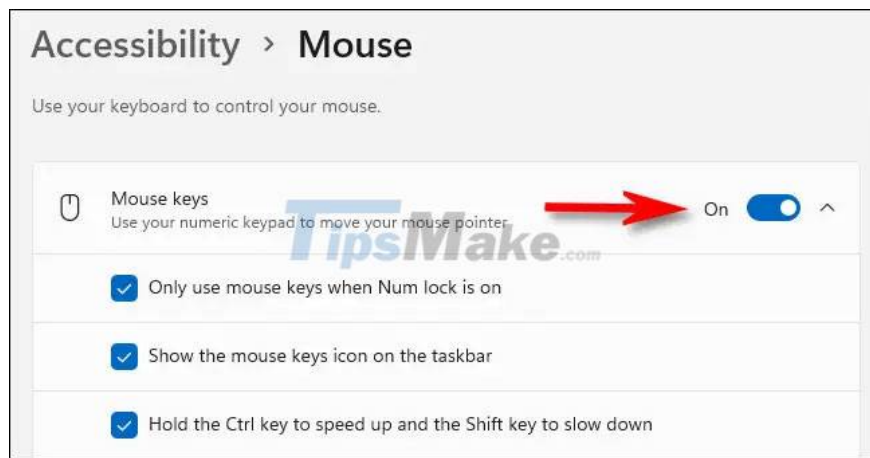 Accessibility > Mouse
Use your keyboard to control your mouse.
Mouse keys
Use your numeric keypad to move your mouse pointer
On
TipsMake.com
Only use mouse keys when Num lock is on
Show the mouse keys icon on the taskbar
Hold the Ctrl key to speed up and the Shift key to slow down